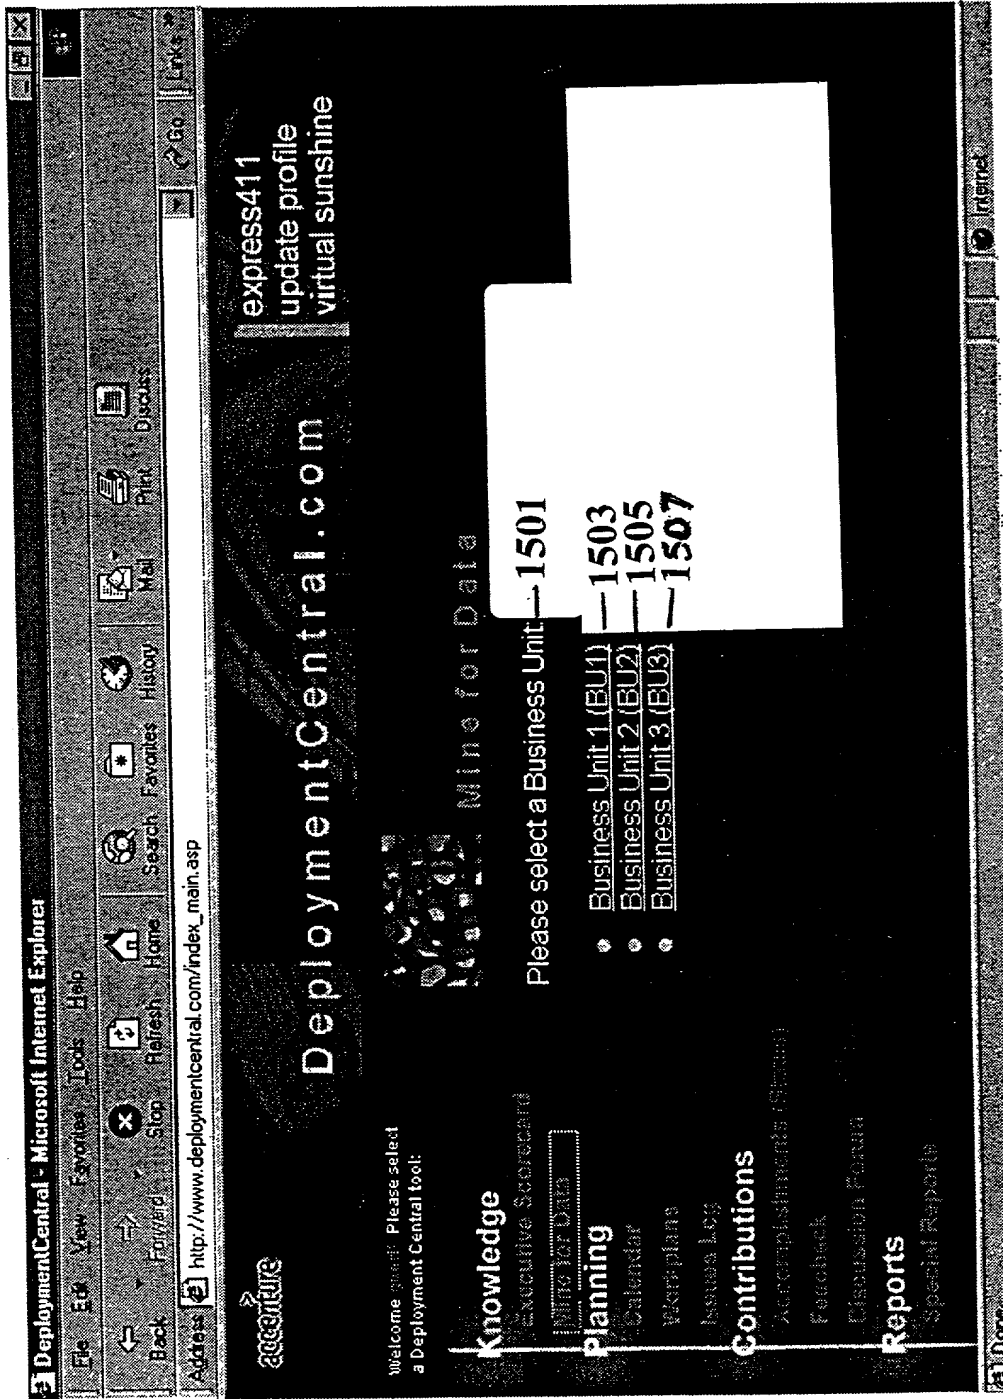 DeploymentCentral - Microsoft Internet Explorer
File Edit View Favorites Tools Help
Back Forward Stop Refresh Home Search Favorites History Mail Print Discuss
Address http://www.deploymentcentral.com/index_main.asp Go Links »
accenture
DeploymentCentral.com
express411
update profile
virtual sunshine
Welcome Please select
a Deployment Central tool:
Mine for Data
Knowledge
Executive Scorecard
Mine for Data
Planning
Calendar
Workplans
Issues Log
Contributions
Accomplishments
Feedback
Discussion Forum
Reports
Special Reports
Please select a Business Unit: 1501
• Business Unit 1 (BU1) 1503
• Business Unit 2 (BU2) 1505
• Business Unit 3 (BU3) 1507
Done Internet